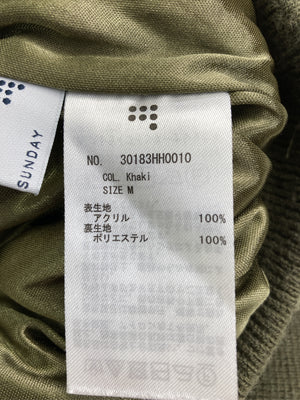 SUNDAY
NO. 30183HH0010
COL. Khaki
SIZE M
表生地
アクリル 100%
裏生地
ポリエステル 100%